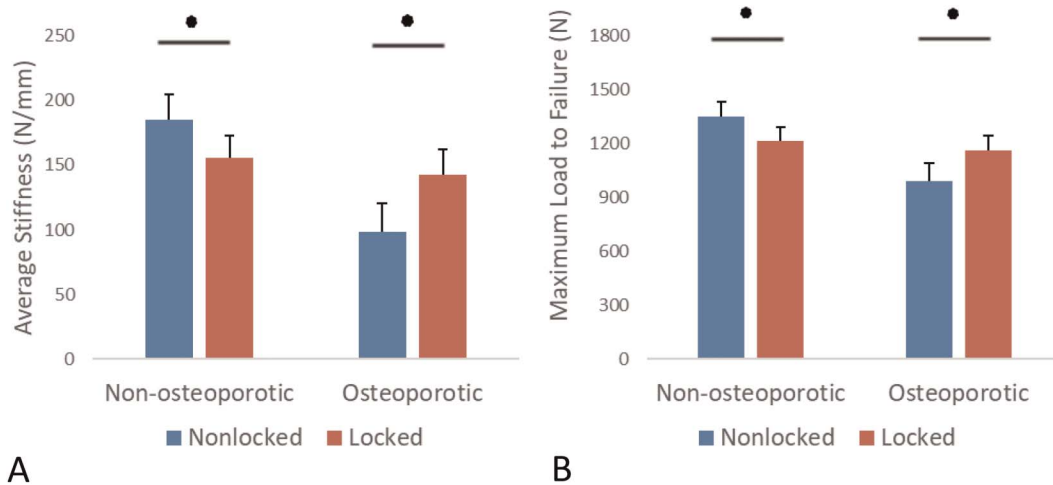 Average Stiffness (N/mm)
250
200
150
100
50
0
Non-osteoporotic Osteoporotic
Nonlocked Locked
A
Maximum Load to Failure (N)
1800
1500
1200
900
600
300
0
Non-osteoporotic Osteoporotic
Nonlocked Locked
B